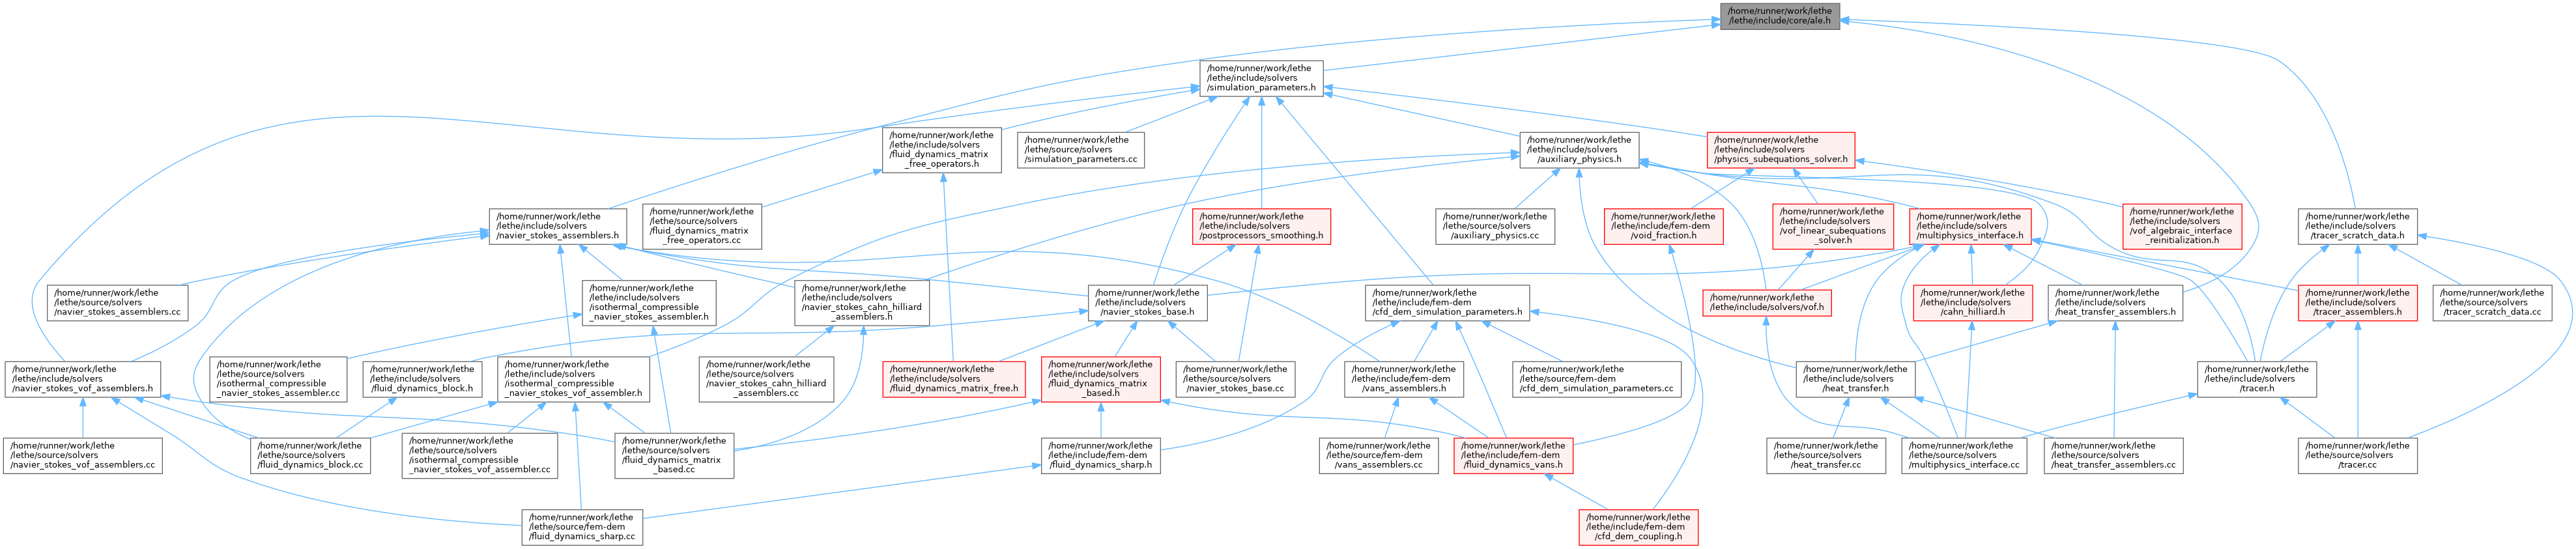 /home/runner/work/lethe
/lethe/include/core/ale.h
/home/runner/work/lethe
/lethe/include/solvers
/simulation_parameters.h
/home/runner/work/lethe
/lethe/include/solvers
/fluid_dynamics_matrix
_free_operators.h
/home/runner/work/lethe
/lethe/source/solvers
/simulation_parameters.cc
/home/runner/work/lethe
/lethe/include/solvers
/auxiliary_physics.h
/home/runner/work/lethe
/lethe/include/solvers
/physics_subequations_solver.h
/home/runner/work/lethe
/lethe/include/solvers
/navier_stokes_assemblers.h
/home/runner/work/lethe
/lethe/source/solvers
/fluid_dynamics_matrix
_free_operators.cc
/home/runner/work/lethe
/lethe/include/solvers
/postprocessors_smoothing.h
/home/runner/work/lethe
/lethe/source/solvers
/auxiliary_physics.cc
/home/runner/work/lethe
/lethe/include/fem-dem
/void_fraction.h
/home/runner/work/lethe
/lethe/include/solvers
/vof_linear_subequations
_solver.h
/home/runner/work/lethe
/lethe/include/solvers
/multiphysics_interface.h
/home/runner/work/lethe
/lethe/include/solvers
/vof_algebraic_interface
_reinitialization.h
/home/runner/work/lethe
/lethe/include/solvers
/tracer_scratch_data.h
/home/runner/work/lethe
/lethe/source/solvers
/navier_stokes_assemblers.cc
/home/runner/work/lethe
/lethe/include/solvers
/isothermal_compressible
_navier_stokes_assembler.h
/home/runner/work/lethe
/lethe/include/solvers
/navier_stokes_cahn_hilliard
_assemblers.h
/home/runner/work/lethe
/lethe/include/solvers
/navier_stokes_base.h
/home/runner/work/lethe
/lethe/include/fem-dem
/cfd_dem_simulation_parameters.h
/home/runner/work/lethe
/lethe/include/solvers/vof.h
/home/runner/work/lethe
/lethe/include/solvers
/cahn_hilliard.h
/home/runner/work/lethe
/lethe/include/solvers
/heat_transfer_assemblers.h
/home/runner/work/lethe
/lethe/include/solvers
/tracer_assemblers.h
/home/runner/work/lethe
/lethe/source/solvers
/tracer_scratch_data.cc
/home/runner/work/lethe
/lethe/include/solvers
/navier_stokes_vof_assemblers.h
/home/runner/work/lethe
/lethe/source/solvers
/isothermal_compressible
_navier_stokes_assembler.cc
/home/runner/work/lethe
/lethe/include/solvers
/fluid_dynamics_block.h
/home/runner/work/lethe
/lethe/include/solvers
/isothermal_compressible
_navier_stokes_vof_assembler.h
/home/runner/work/lethe
/lethe/source/solvers
/navier_stokes_cahn_hilliard
_assemblers.cc
/home/runner/work/lethe
/lethe/include/solvers
/fluid_dynamics_matrix_free.h
/home/runner/work/lethe
/lethe/include/solvers
/fluid_dynamics_matrix
_based.h
/home/runner/work/lethe
/lethe/source/solvers
/navier_stokes_base.cc
/home/runner/work/lethe
/lethe/include/fem-dem
/vans_assemblers.h
/home/runner/work/lethe
/lethe/source/fem-dem
/cfd_dem_simulation_parameters.cc
/home/runner/work/lethe
/lethe/include/solvers
/heat_transfer.h
/home/runner/work/lethe
/lethe/include/solvers
/tracer.h
/home/runner/work/lethe
/lethe/source/solvers
/navier_stokes_vof_assemblers.cc
/home/runner/work/lethe
/lethe/source/solvers
/fluid_dynamics_block.cc
/home/runner/work/lethe
/lethe/source/solvers
/isothermal_compressible
_navier_stokes_vof_assembler.cc
/home/runner/work/lethe
/lethe/source/solvers
/fluid_dynamics_matrix
_based.cc
/home/runner/work/lethe
/lethe/include/fem-dem
/fluid_dynamics_sharp.h
/home/runner/work/lethe
/lethe/source/fem-dem
/vans_assemblers.cc
/home/runner/work/lethe
/lethe/include/fem-dem
/fluid_dynamics_vans.h
/home/runner/work/lethe
/lethe/source/solvers
/heat_transfer.cc
/home/runner/work/lethe
/lethe/source/solvers
/multiphysics_interface.cc
/home/runner/work/lethe
/lethe/source/solvers
/heat_transfer_assemblers.cc
/home/runner/work/lethe
/lethe/source/solvers
/tracer.cc
/home/runner/work/lethe
/lethe/source/fem-dem
/fluid_dynamics_sharp.cc
/home/runner/work/lethe
/lethe/include/fem-dem
/cfd_dem_coupling.h